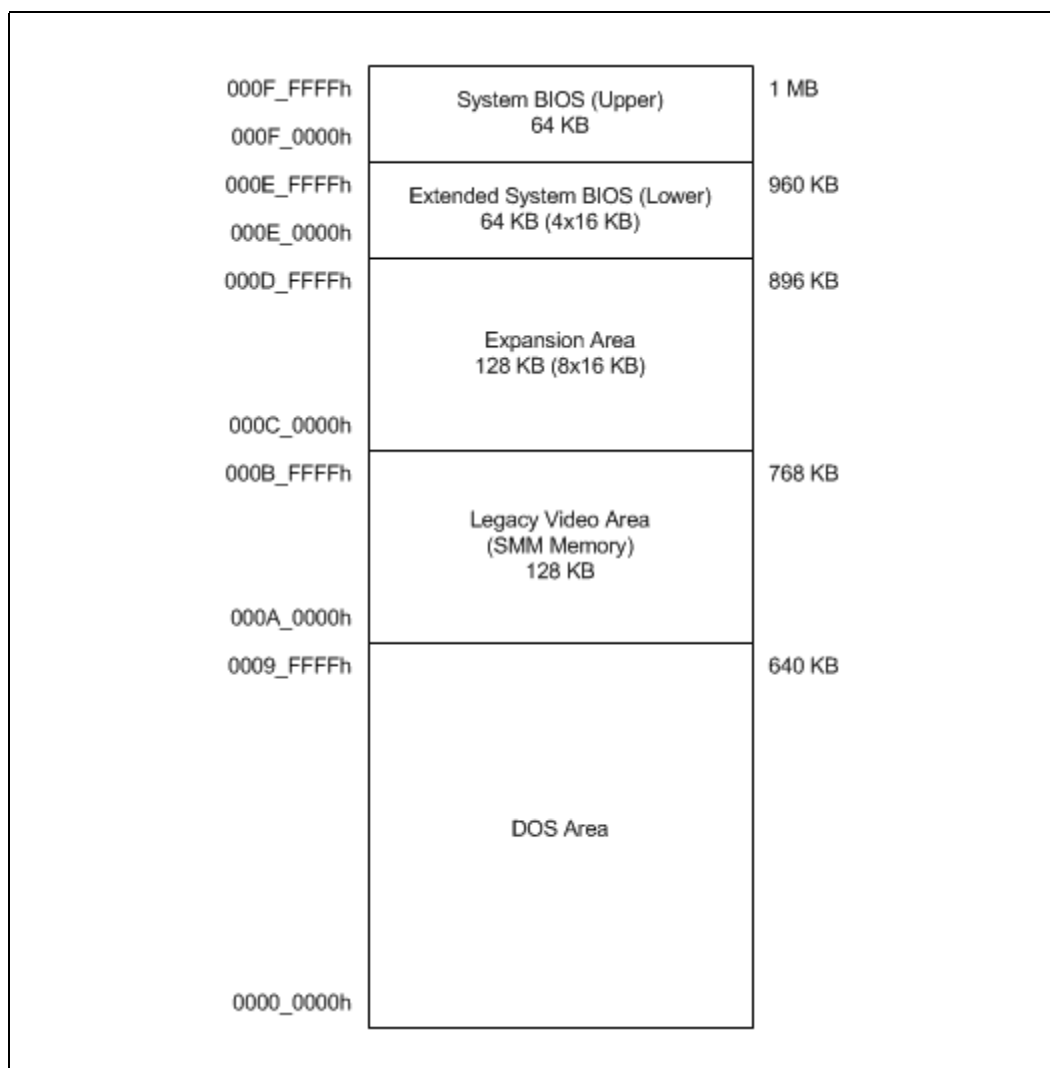 000F_FFFFh
System BIOS (Upper)
64 KB
1 MB
000F_0000h
000E_FFFFh
Extended System BIOS (Lower)
64 KB (4x16 KB)
960 KB
000E_0000h
000D_FFFFh
896 KB
Expansion Area
128 KB (8x16 KB)
000C_0000h
000B_FFFFh
768 KB
Legacy Video Area
(SMM Memory)
128 KB
000A_0000h
0009_FFFFh
640 KB
DOS Area
0000_0000h